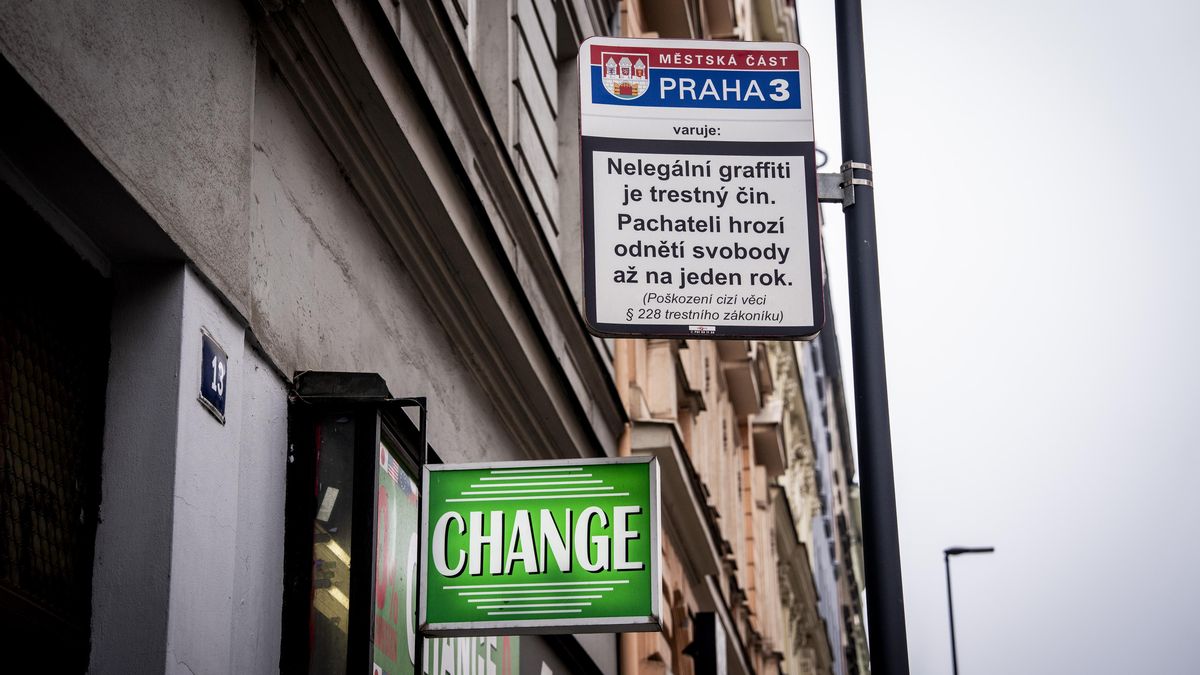 MĚSTSKÁ ČÁST
PRAHA 3
varuje:
Nelegální graffiti
je trestný čin.
Pachateli hrozí
odnětí svobody
až na jeden rok.
(Poškození cizí věci
§ 228 trestního zákoníku)
13
CHANGE